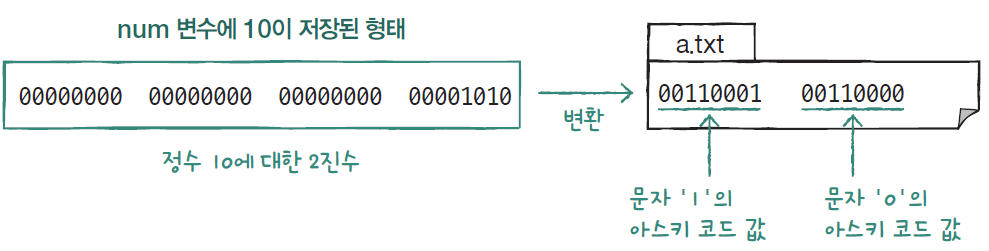 num 변수에 10이 저장된 형태
a.txt
00000000 00000000 00000000 00001010
변환
00110001 00110000
정수 10에 대한 2진수
문자 '1'의
아스키 코드 값
문자 '0'의
아스키 코드 값